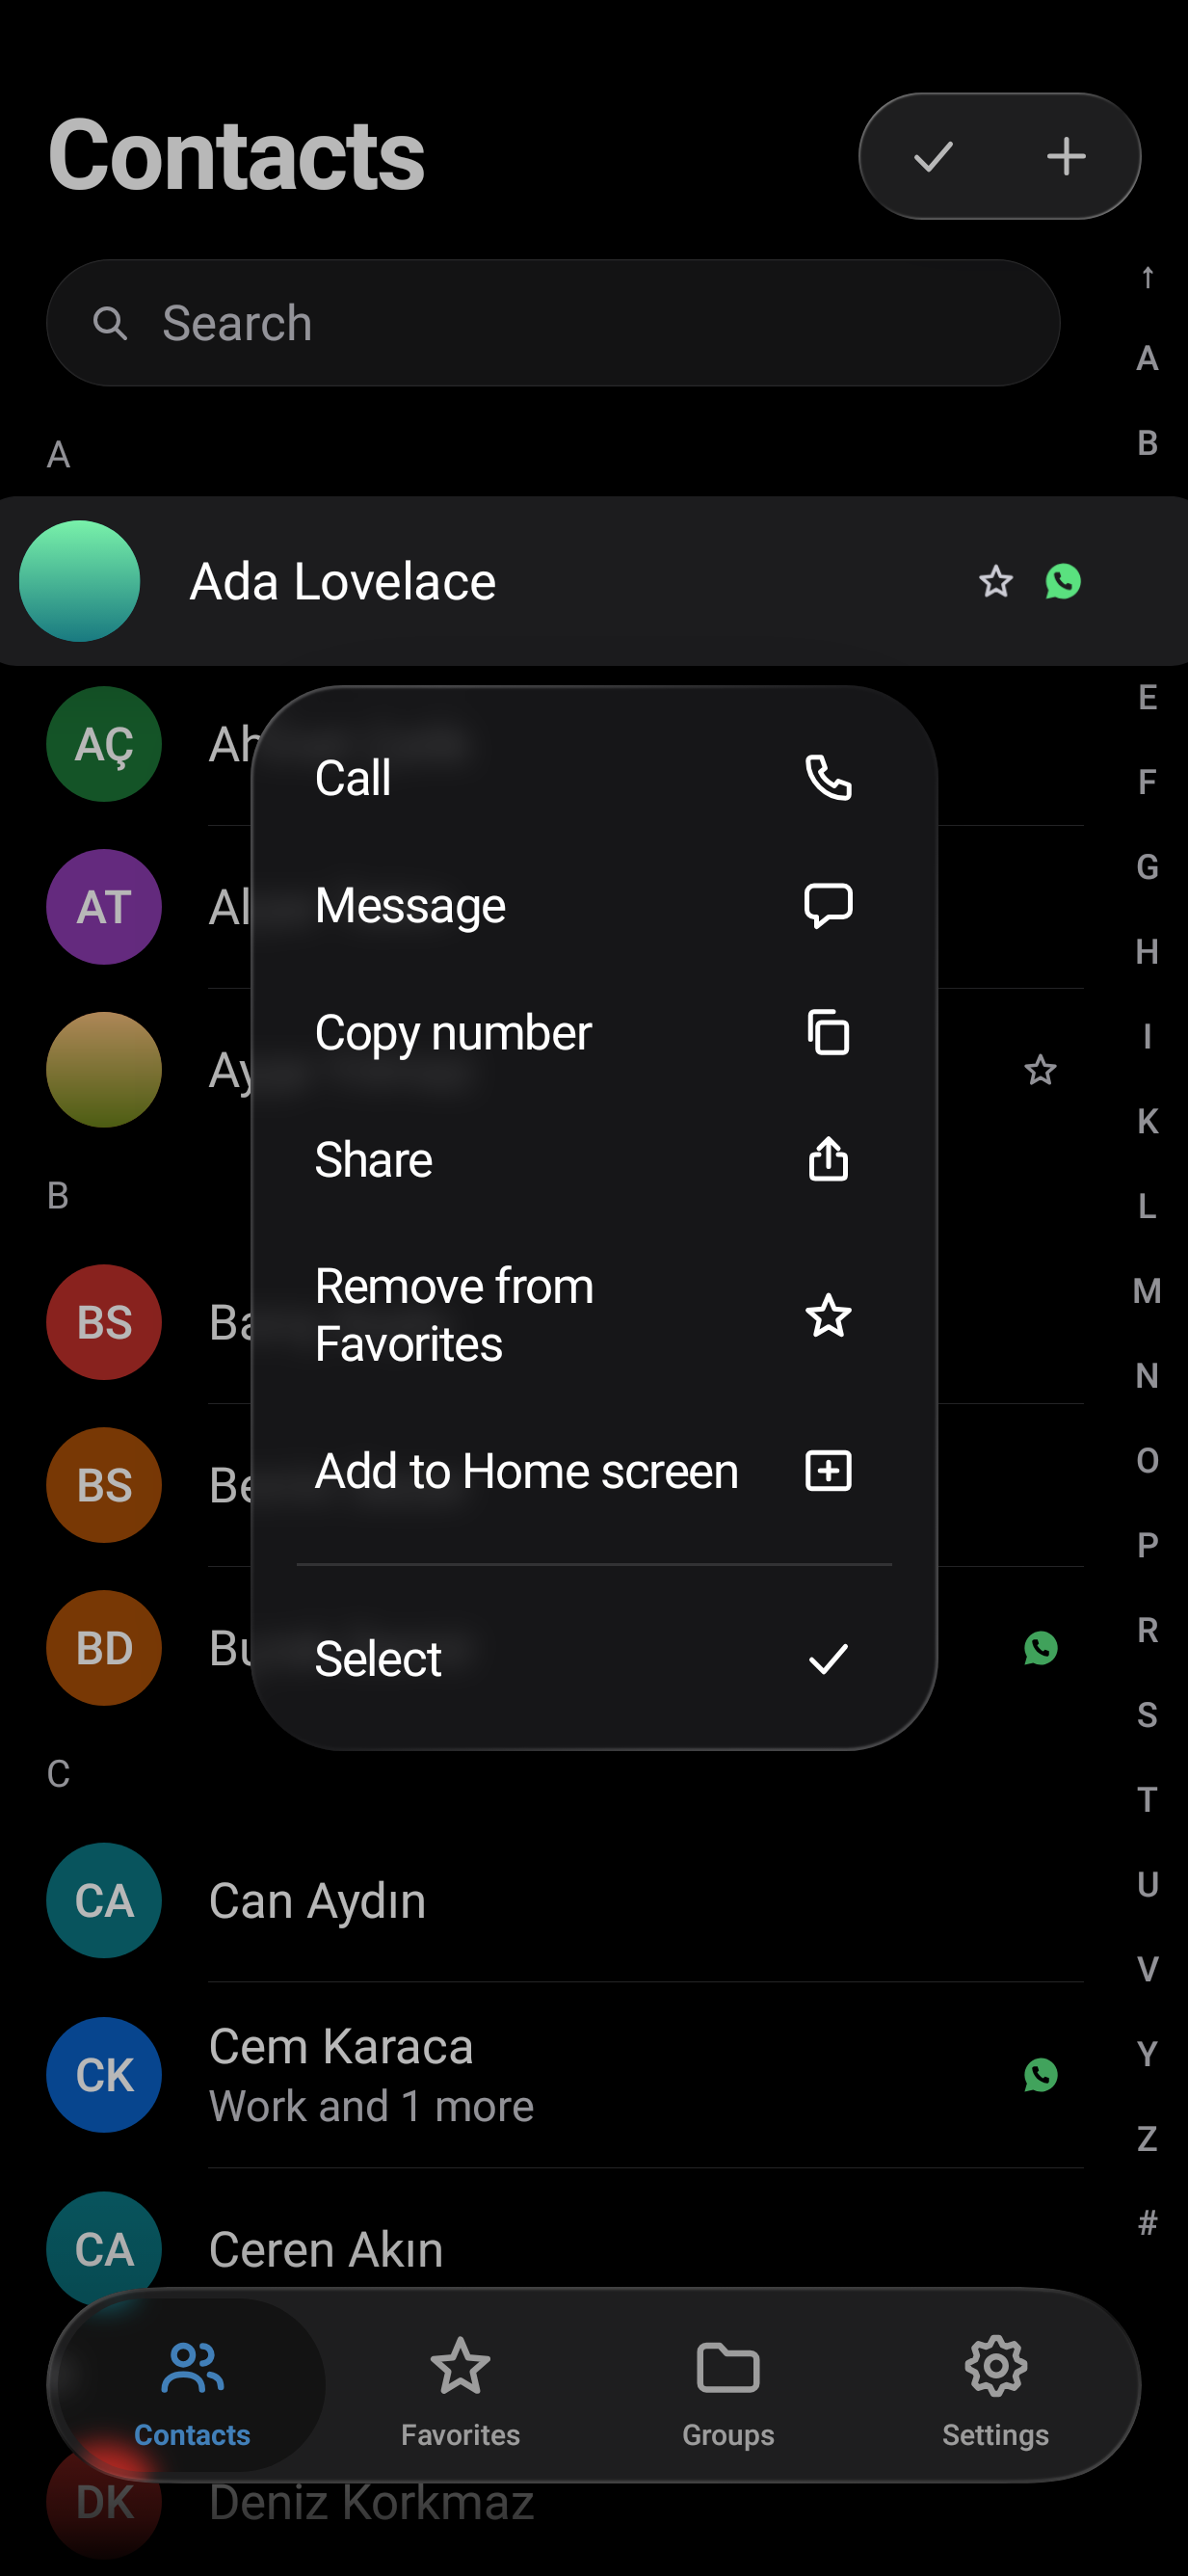 Contacts
Search
↑
A
B
A
Ada Lovelace
E
F
G
H
I
K
L
M
N
O
P
R
S
T
U
V
Y
Z
#
AÇ
AT
Call
Message
Copy number
Share
Remove from
Favorites
Add to Home screen
Select
B
BS
BS
BD
C
CA
Can Aydın
CK
Cem Karaca
Work and 1 more
CA
Ceren Akın
Contacts
Favorites
Groups
Settings
DK
Deniz Korkmaz